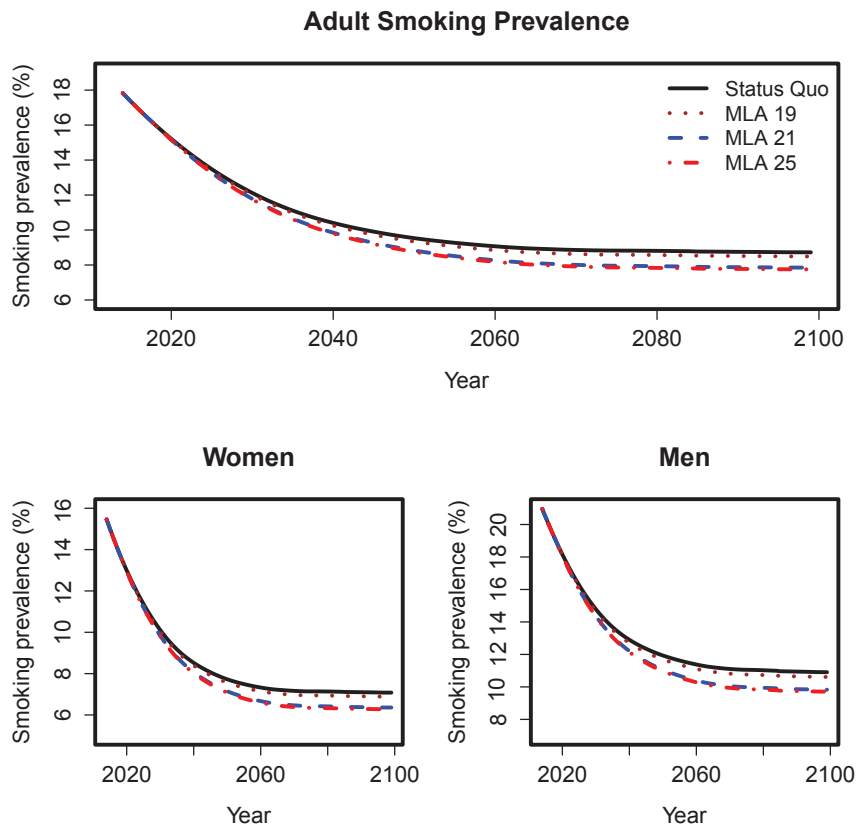 Adult Smoking Prevalence
Smoking prevalence (%)
18
16
14
12
10
8
6
Status Quo
MLA 19
MLA 21
MLA 25
2020 2040 2060 2080 2100
Year
Women
Smoking prevalence (%)
16
14
12
10
8
6
2020 2060 2100
Year
Men
Smoking prevalence (%)
20
18
16
14
12
10
8
2020 2060 2100
Year